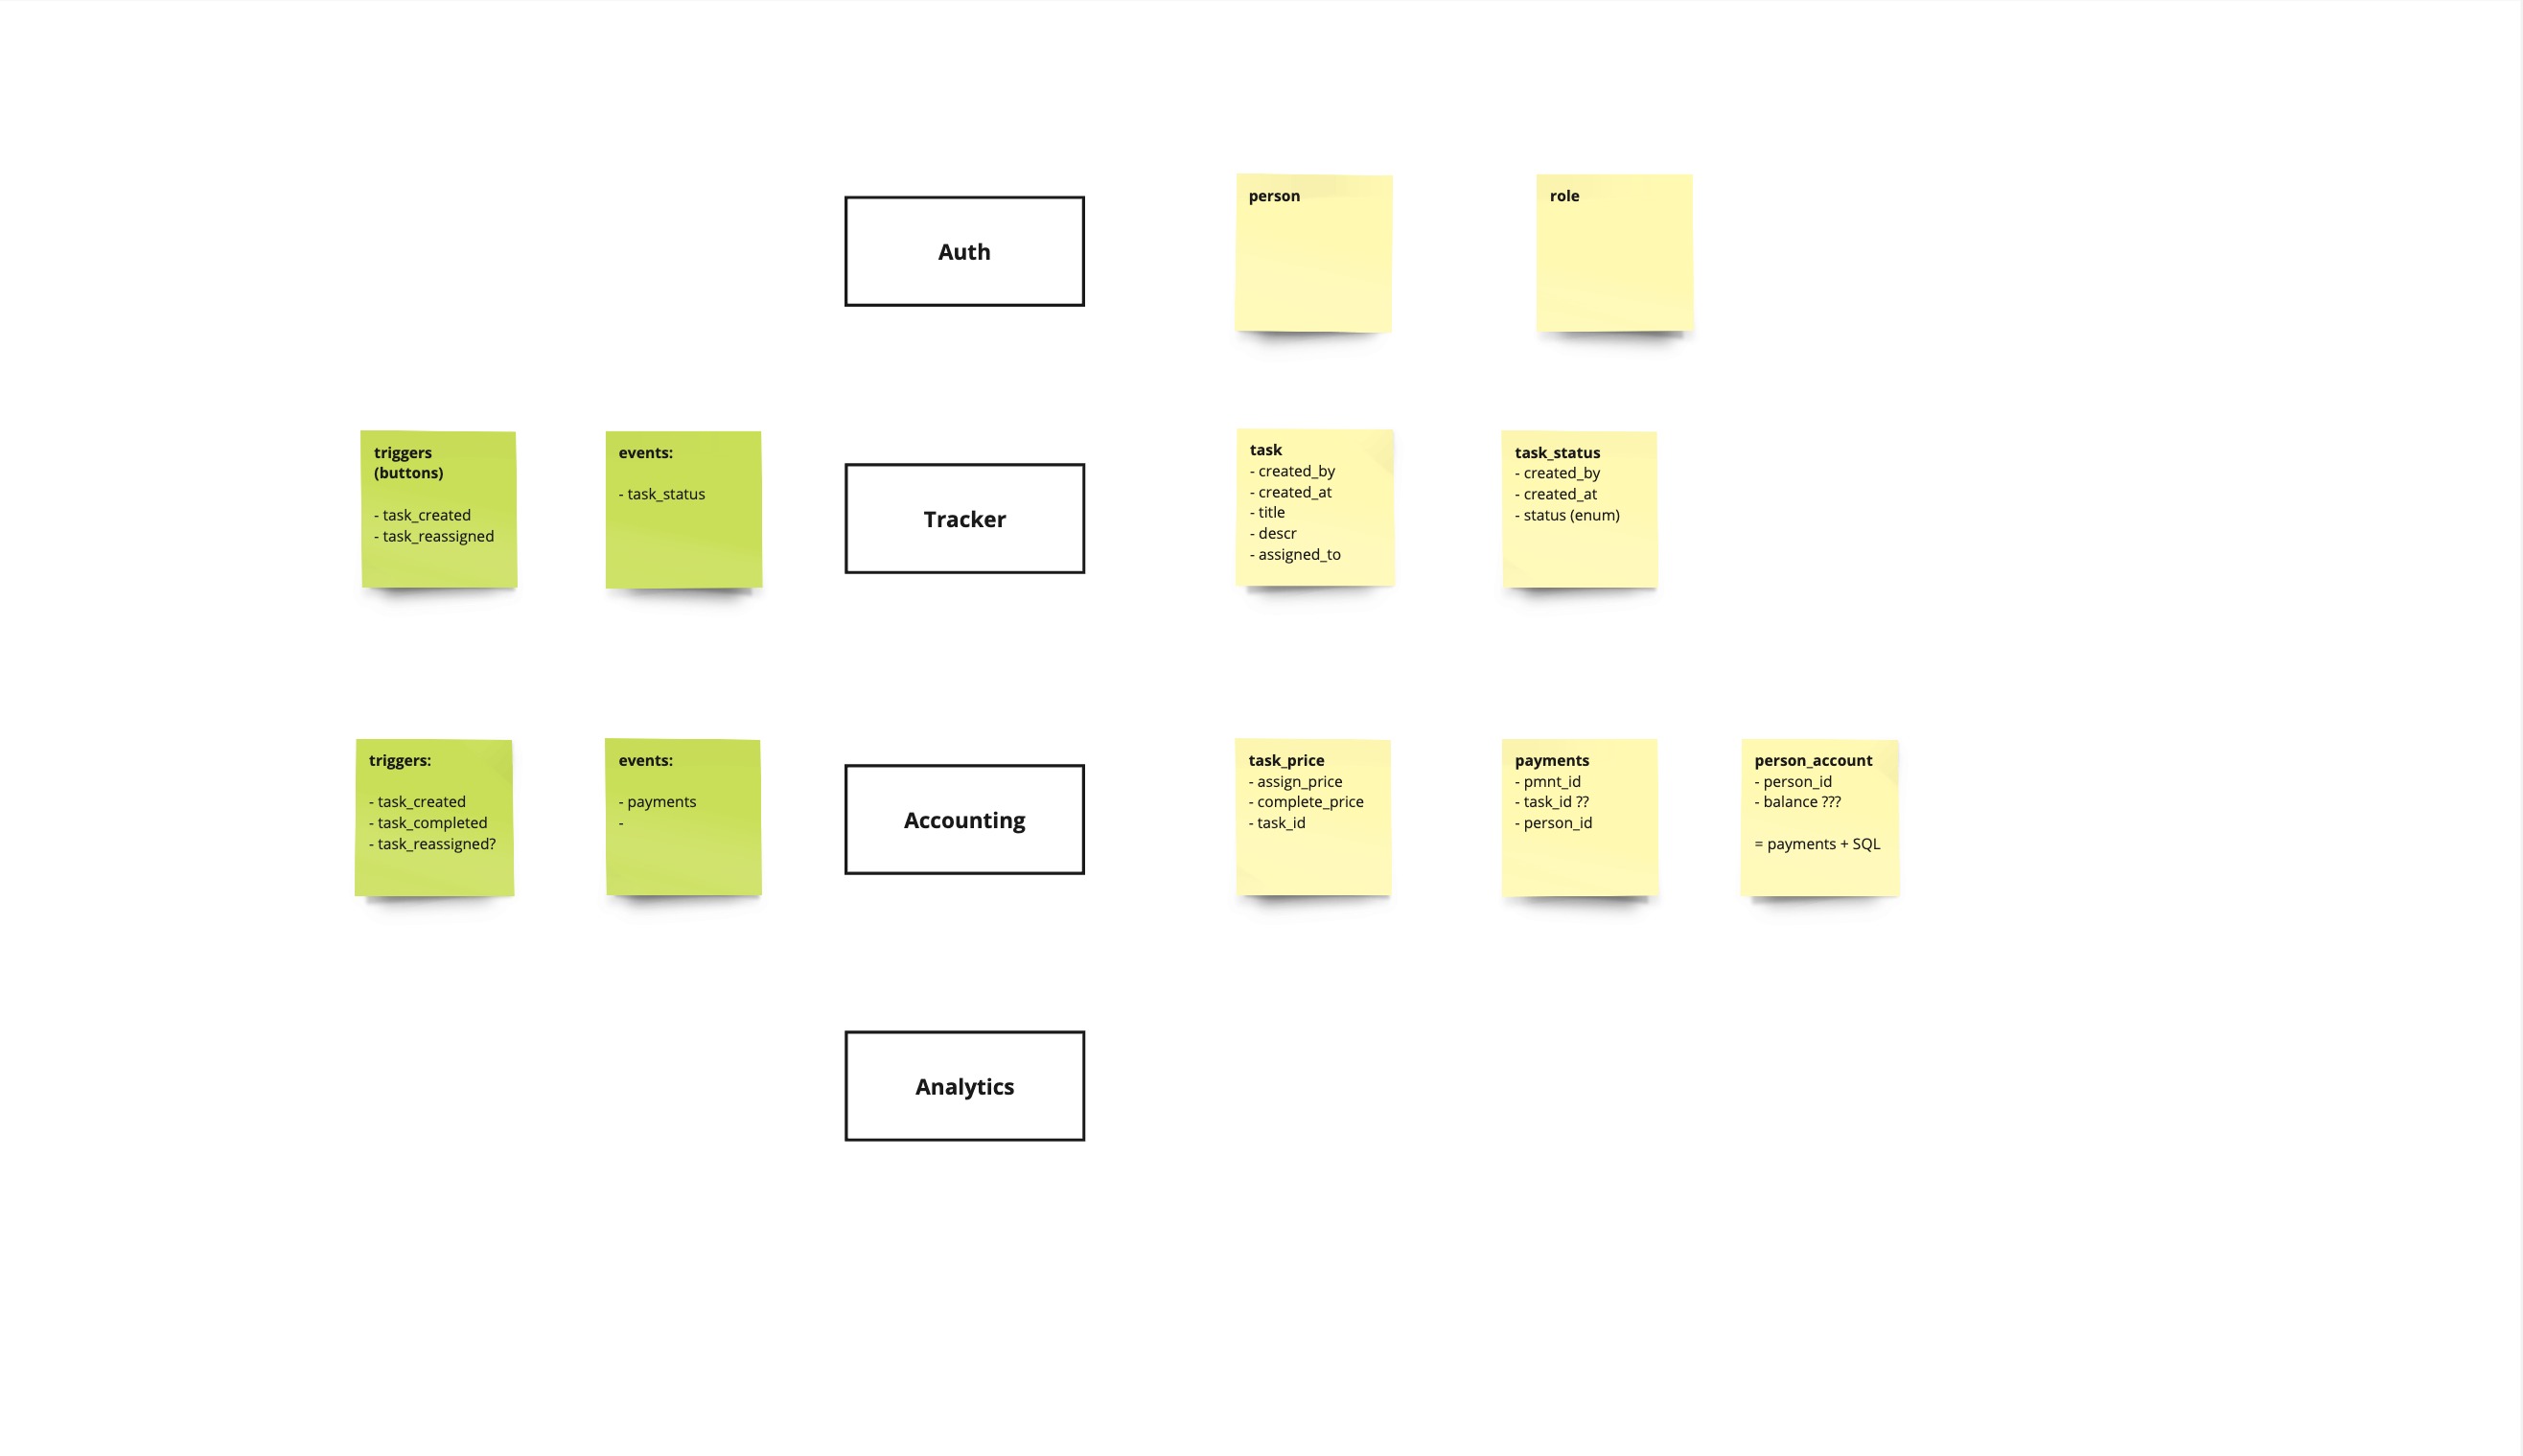 person
role
Auth
triggers
(buttons)
- task_created
- task_reassigned
events:
- task_status
Tracker
task
- created_by
- created_at
- title
- descr
- assigned_to
task_status
- created_by
- created_at
- status (enum)
triggers:
- task_created
- task_completed
- task_reassigned?
events:
- payments
-
Accounting
task_price
- assign_price
- complete_price
- task_id
payments
- pmnt_id
- task_id ??
- person_id
person_account
- person_id
- balance ???
= payments + SQL
Analytics